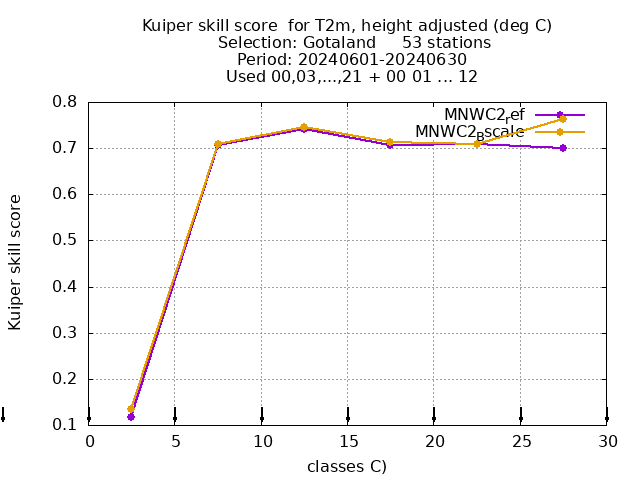 Kuiper skill score  for T2m, height adjusted (deg C)
Selection: Gotaland     53 stations
Period: 20240601-20240630
Used 00,03,...,21 + 00 01 ... 12
MNWC2ref
MNWC2Bscale
Kuiper skill score
0.8
0.7
0.6
0.5
0.4
0.3
0.2
0.1
0 5 10 15 20 25 30
classes C)